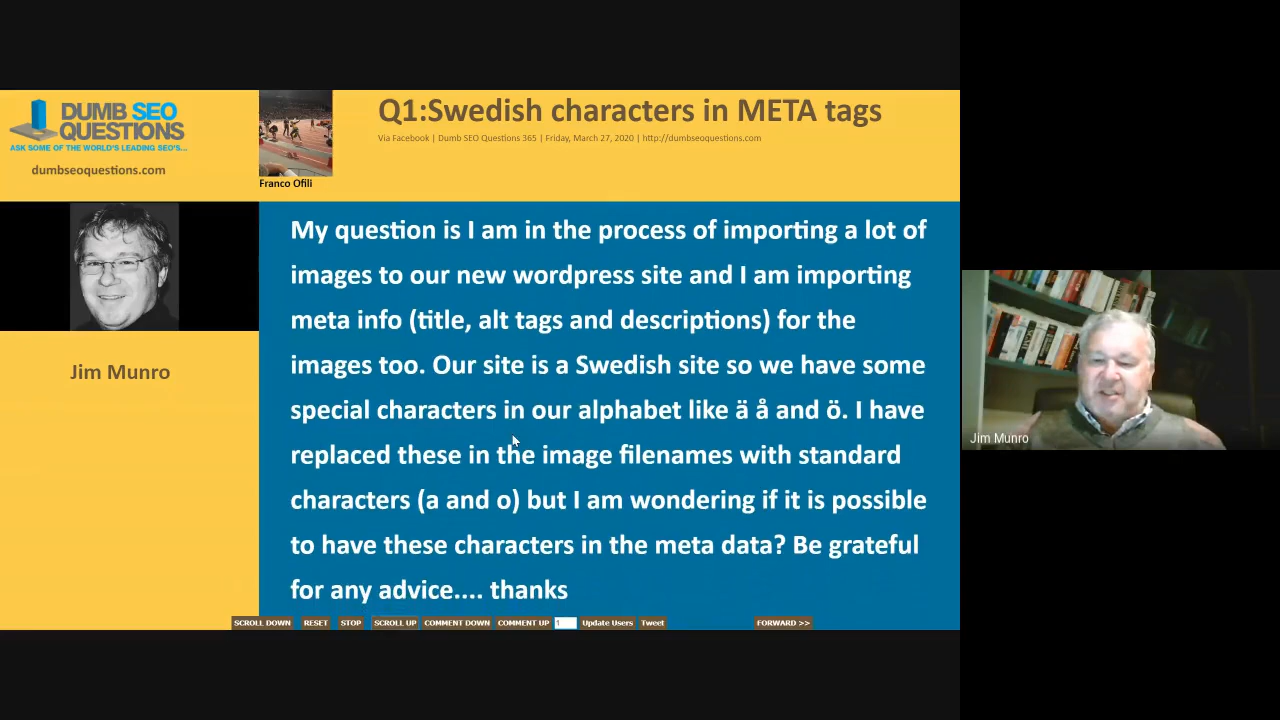 DUMB SEO
QUESTIONS
ASK SOME OF THE WORLD'S LEADING SEO'S...
dumbseoquestions.com
Franco Ofili
Q1:Swedish characters in META tags
Via Facebook | Dumb SEO Questions 365 | Friday, March 27, 2020 | http://dumbseoquestions.com
Jim Munro
My question is I am in the process of importing a lot of
images to our new wordpress site and I am importing
meta info (title, alt tags and descriptions) for the
images too. Our site is a Swedish site so we have some
special characters in our alphabet like ä å and ö. I have
replaced these in the image filenames with standard
characters (a and o) but I am wondering if it is possible
to have these characters in the meta data? Be grateful
for any advice.... thanks
SCROLL DOWN RESET STOP SCROLL UP COMMENT DOWN COMMENT UP 1 Update Users Tweet FORWARD >>
Jim Munro